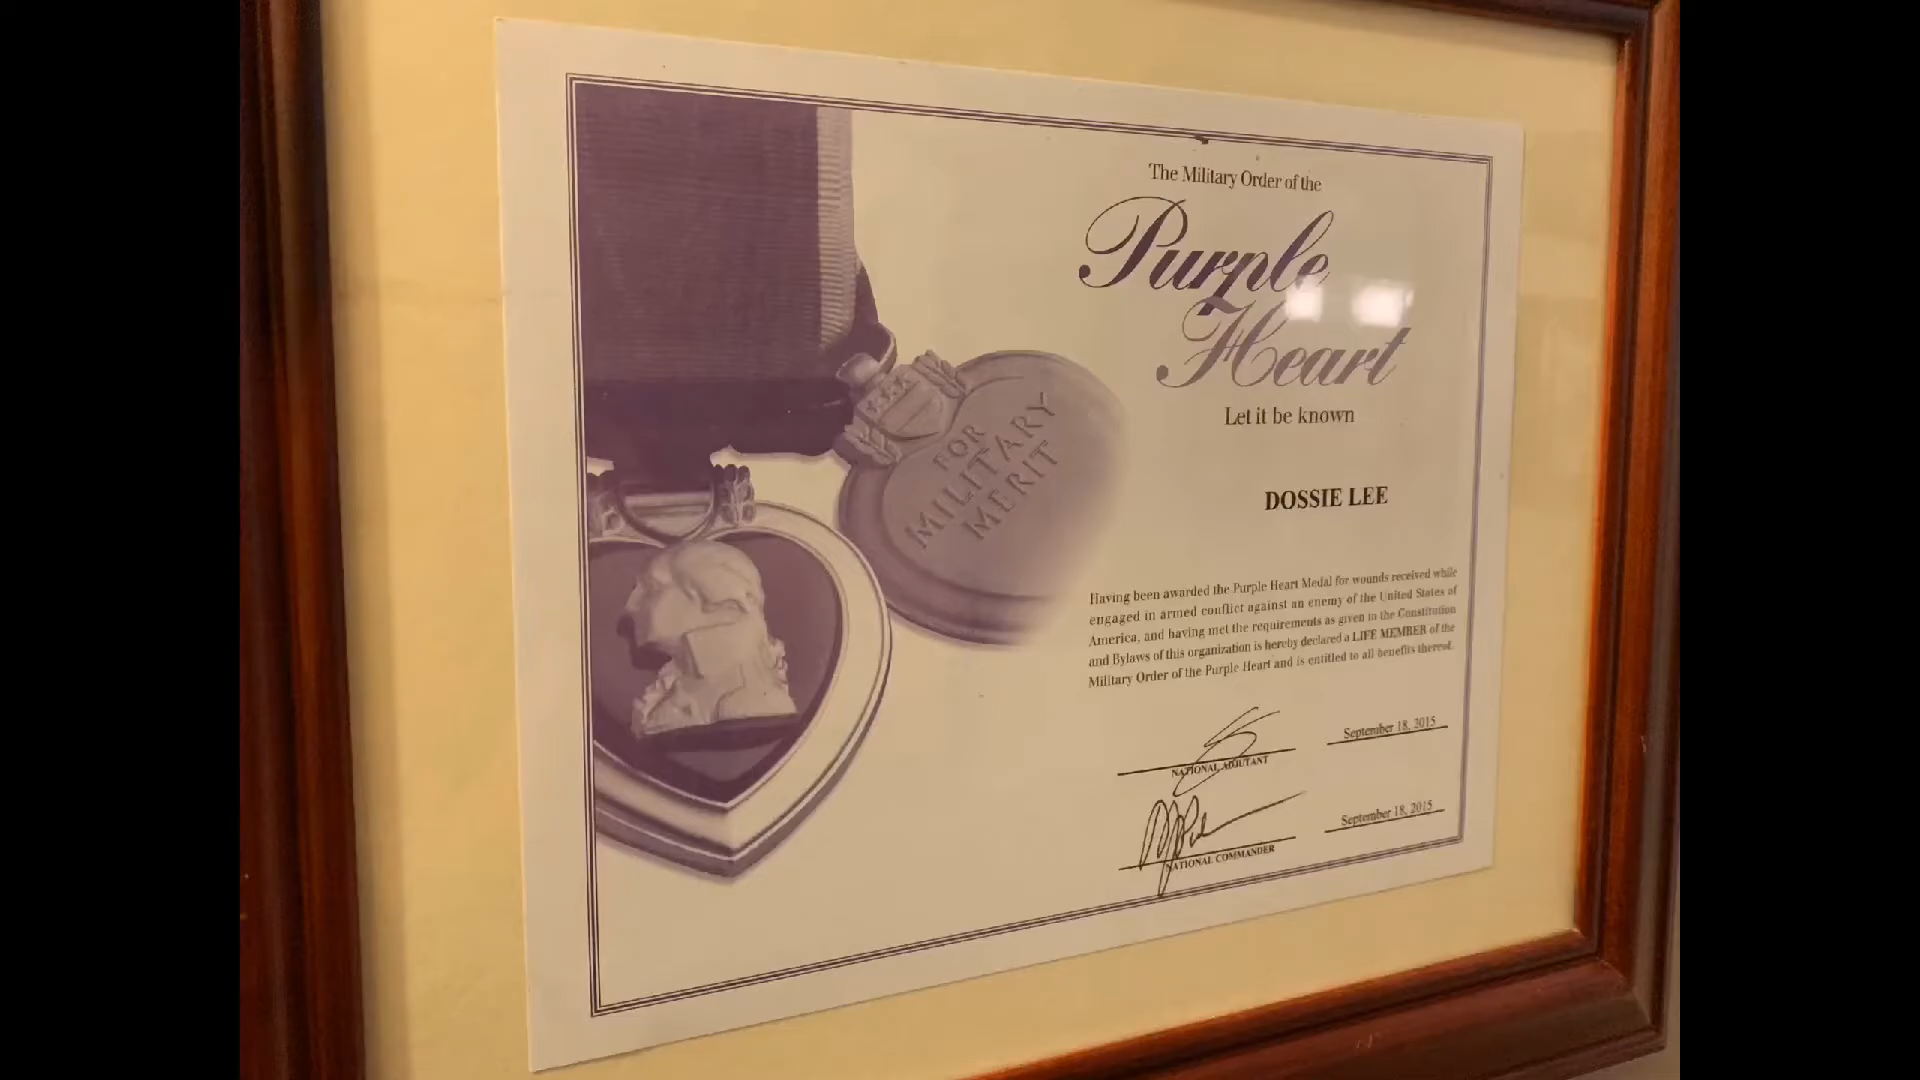 The Military Order of the
Purple
Heart
Let it be known
FOR
MILITARY
MERIT
DOSSIE LEE
Having been awarded the Purple Heart Medal for wounds received while
engaged in armed conflict against an enemy of the United States of
America, and having met the requirements as given in the Constitution
and Bylaws of this organization is hereby declared a LIFE MEMBER of the
Military Order of the Purple Heart and is entitled to all benefits thereof.
September 18, 2015
NATIONAL ADJUTANT
September 18, 2015
NATIONAL COMMANDER